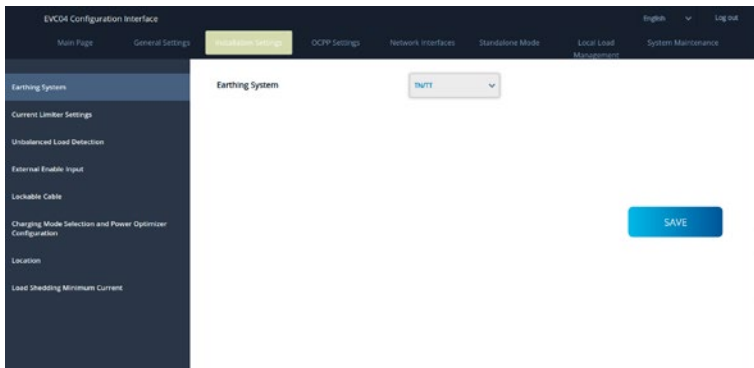 EVC04 Configuration Interface
English
Log out
Main Page
General Settings
Installation Settings
OCPP Settings
Network Interfaces
Standalone Mode
Local Load
Management
System Maintenance
Earthing System
Current Limiter Settings
Unbalanced Load Detection
External Enable Input
Lockable Cable
Charging Mode Selection and Power Optimizer
Configuration
Location
Load Shedding Minimum Current
Earthing System
TN/TT
SAVE